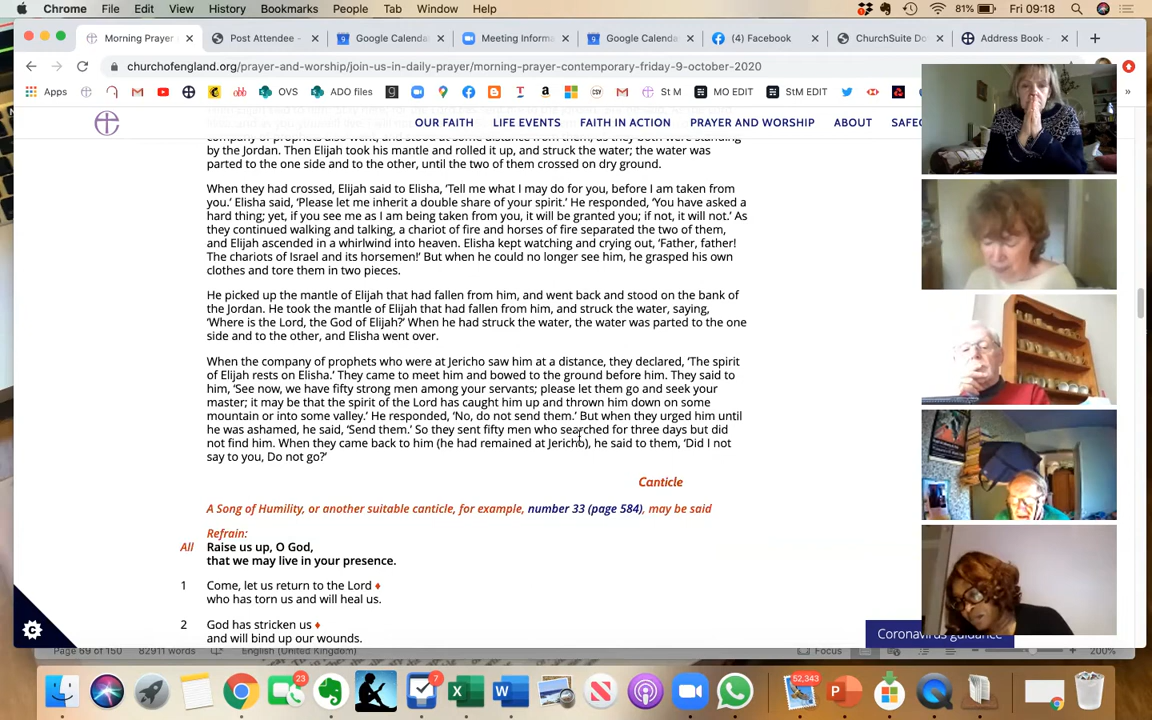 Chrome File Edit View History Bookmarks People Tab Window Help 81% Fri 09:18
Morning Prayer Post Attendee - Google Calenda Meeting Informa Google Calenda (4) Facebook ChurchSuite Do Address Book -
churchofengland.org/prayer-and-worship/join-us-in-daily-prayer/morning-prayer-contemporary-friday-9-october-2020
Apps OVS ADO files St M MO EDIT StM EDIT »
OUR FAITH LIFE EVENTS FAITH IN ACTION PRAYER AND WORSHIP ABOUT SAFEG
by the Jordan. Then Elijah took his mantle and rolled it up, and struck the water; the water was
parted to the one side and to the other, until the two of them crossed on dry ground.
When they had crossed, Elijah said to Elisha, ‘Tell me what I may do for you, before I am taken from
you.’ Elisha said, ‘Please let me inherit a double share of your spirit.’ He responded, ‘You have asked a
hard thing; yet, if you see me as I am being taken from you, it will be granted you; if not, it will not.’ As
they continued walking and talking, a chariot of fire and horses of fire separated the two of them,
and Elijah ascended in a whirlwind into heaven. Elisha kept watching and crying out, ‘Father, father!
The chariots of Israel and its horsemen!’ But when he could no longer see him, he grasped his own
clothes and tore them in two pieces.
He picked up the mantle of Elijah that had fallen from him, and went back and stood on the bank of
the Jordan. He took the mantle of Elijah that had fallen from him, and struck the water, saying,
‘Where is the Lord, the God of Elijah?’ When he had struck the water, the water was parted to the one
side and to the other, and Elisha went over.
When the company of prophets who were at Jericho saw him at a distance, they declared, ‘The spirit
of Elijah rests on Elisha.’ They came to meet him and bowed to the ground before him. They said to
him, ‘See now, we have fifty strong men among your servants; please let them go and seek your
master; it may be that the spirit of the Lord has caught him up and thrown him down on some
mountain or into some valley.’ He responded, ‘No, do not send them.’ But when they urged him until
he was ashamed, he said, ‘Send them.’ So they sent fifty men who searched for three days but did
not find him. When they came back to him (he had remained at Jericho), he said to them, ‘Did I not
say to you, Do not go?’
Canticle
A Song of Humility, or another suitable canticle, for example, number 33 (page 584), may be said
Refrain:
All Raise us up, O God,
that we may live in your presence.
1 Come, let us return to the Lord ♦
who has torn us and will heal us.
2 God has stricken us ♦
and will bind up our wounds.
Coronavirus guidance
Page 69 of 150 82911 words English (United Kingdom) Focus 200%
23 7 52,343